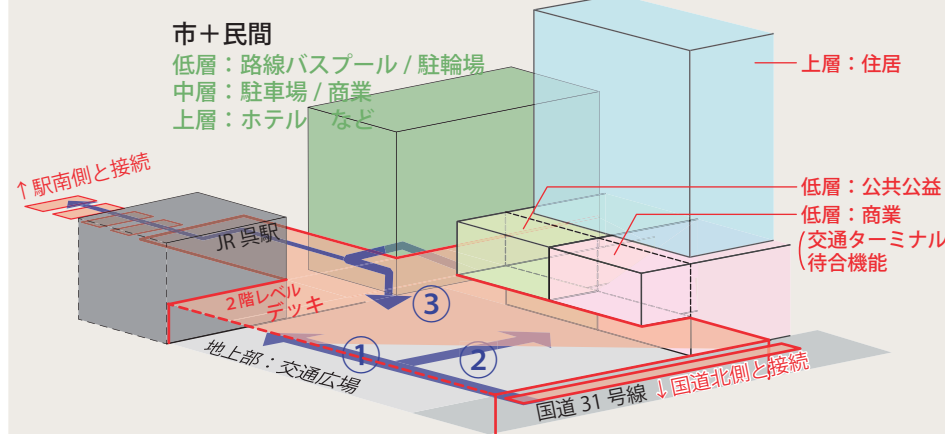 市＋民間
低層：路線バスプール / 駐輪場
中層：駐車場 / 商業
上層：ホテル　など
上層：住居
↑駅南側と接続
低層：公共公益
低層：商業
(交通ターミナル
待合機能
JR 呉駅
2階レベル
デッキ
③
①
②
地上部：交通広場
国道 31 号線
↓国道北側と接続